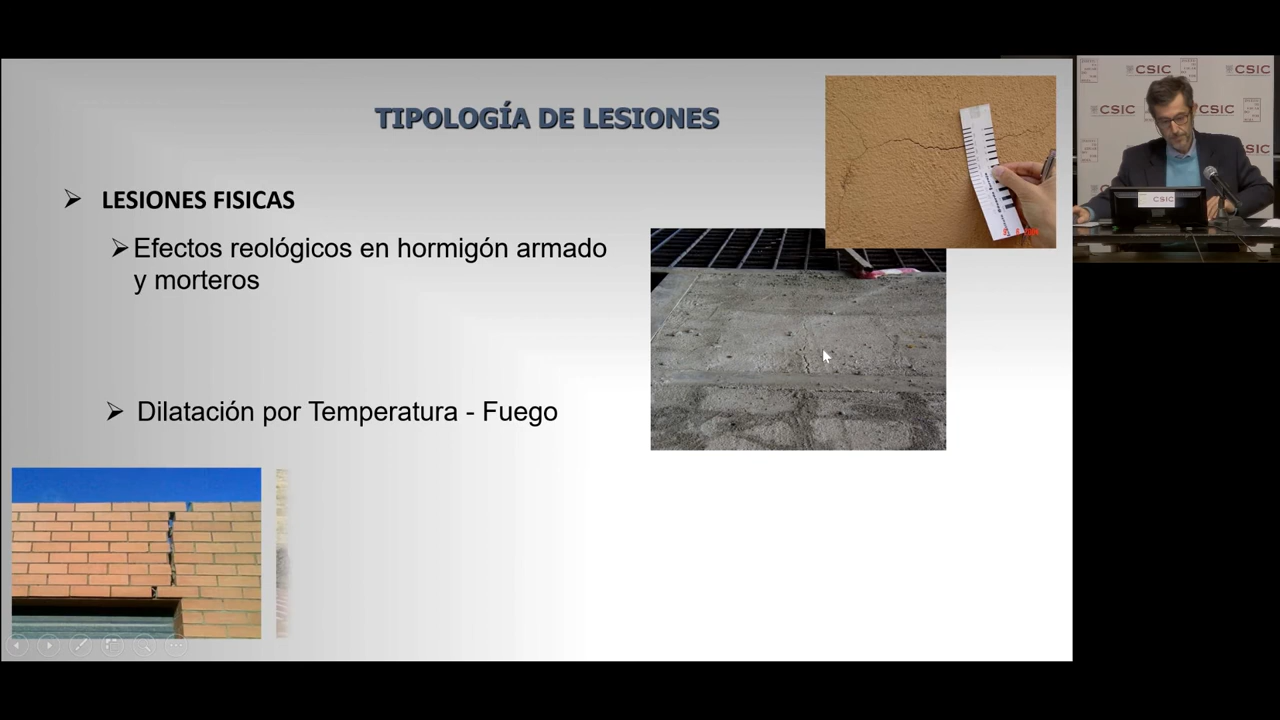 TIPOLOGÍA DE LESIONES
LESIONES FISICAS
Efectos reológicos en hormigón armado
y morteros
Dilatación por Temperatura - Fuego
CSIC
CSIC
CSIC
CSIC
CSIC
CSIC